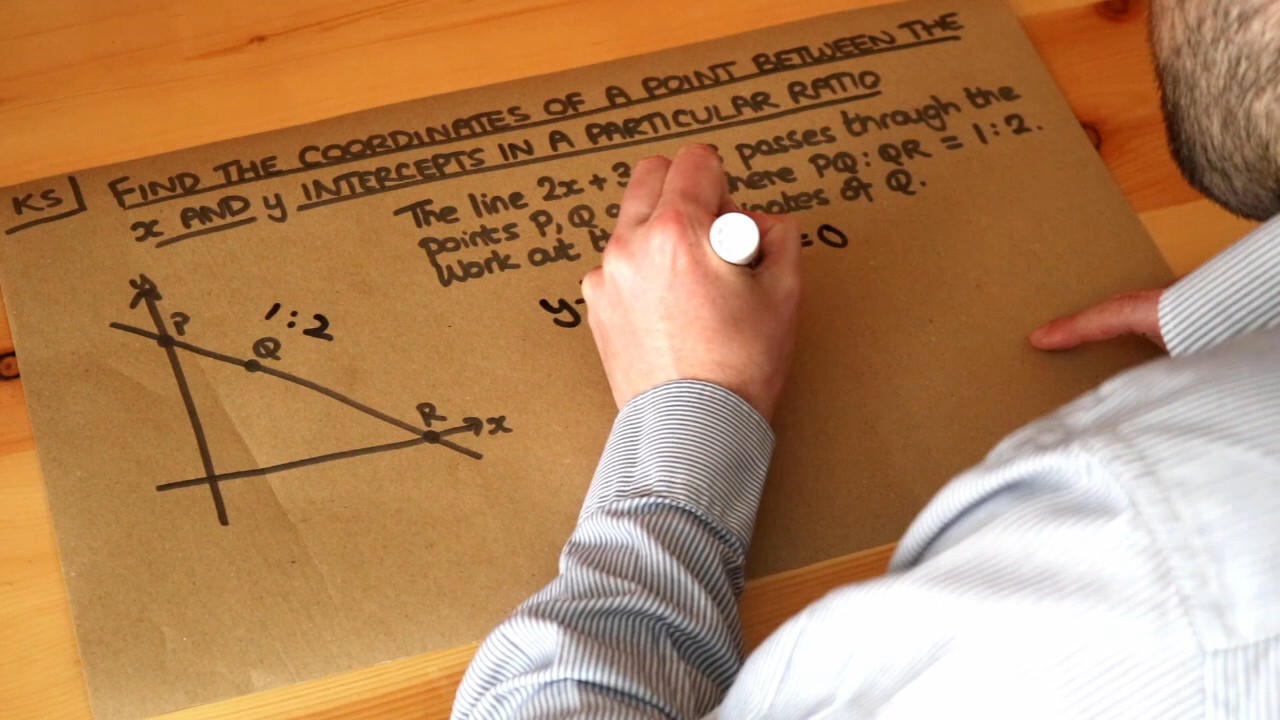 KS
FIND THE COORDINATES OF A POINT BETWEEN THE
x AND y INTERCEPTS IN A PARTICULAR RATIO
The line 2x + 3 passes through the
points P, Q where PQ : QR = 1 : 2.
Work out of Q.
= 0
y
y
P
1 : 2
Q
R
x